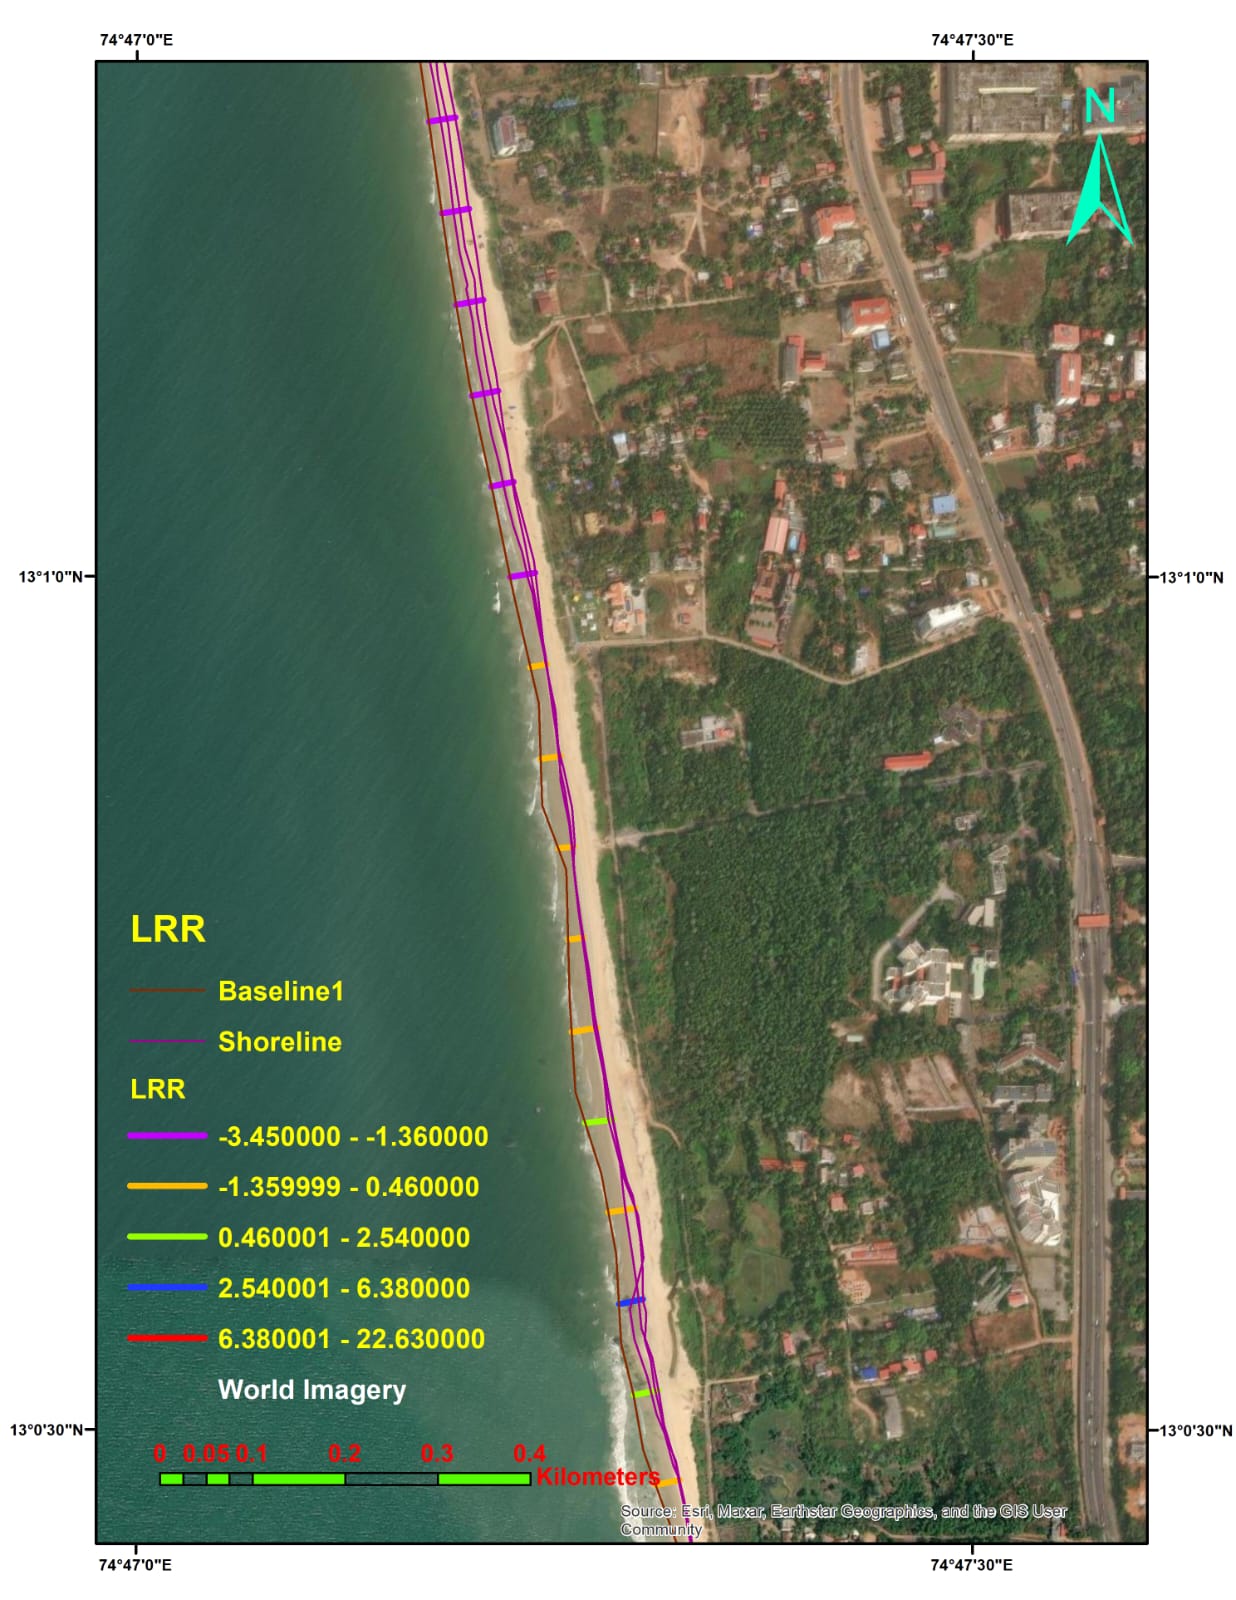 74°47'0"E 74°47'30"E
N
13°1'0"N 13°1'0"N
LRR
Baseline1
Shoreline
LRR
-3.450000 - -1.360000
-1.359999 - 0.460000
0.460001 - 2.540000
2.540001 - 6.380000
6.380001 - 22.630000
World Imagery
13°0'30"N 13°0'30"N
0 0.05 0.1 0.2 0.3 0.4
Kilometers
Source: Esri, Maxar, Earthstar Geographics, and the GIS User
Community
74°47'0"E 74°47'30"E